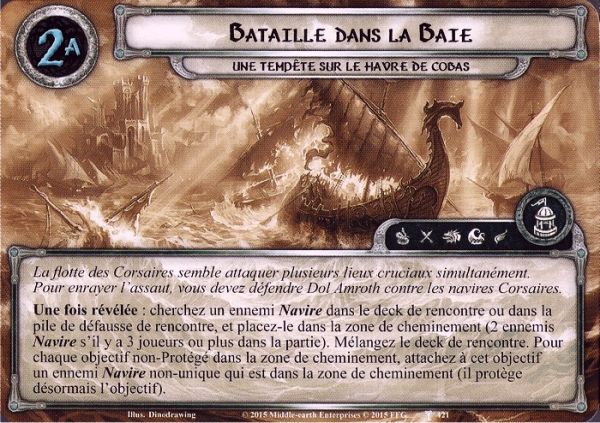 2A
Bataille dans la Baie
Une tempête sur le Havre de Cobas
La flotte des Corsaires semble attaquer plusieurs lieux cruciaux simultanément.
Pour enrayer l'assaut, vous devez défendre Dol Amroth contre les navires Corsaires.
Une fois révélée : cherchez un ennemi Navire dans le deck de rencontre ou dans la
pile de défausse de rencontre, et placez-le dans la zone de cheminement (2 ennemis
Navire s'il y a 3 joueurs ou plus dans la partie). Mélangez le deck de rencontre. Pour
chaque objectif non-Protégé dans la zone de cheminement, attachez à cet objectif
un ennemi Navire non-unique qui est dans la zone de cheminement (il protège
désormais l'objectif).
Illus. Dinodrawing © 2015 Middle-earth Enterprises © 2015 FFG 421